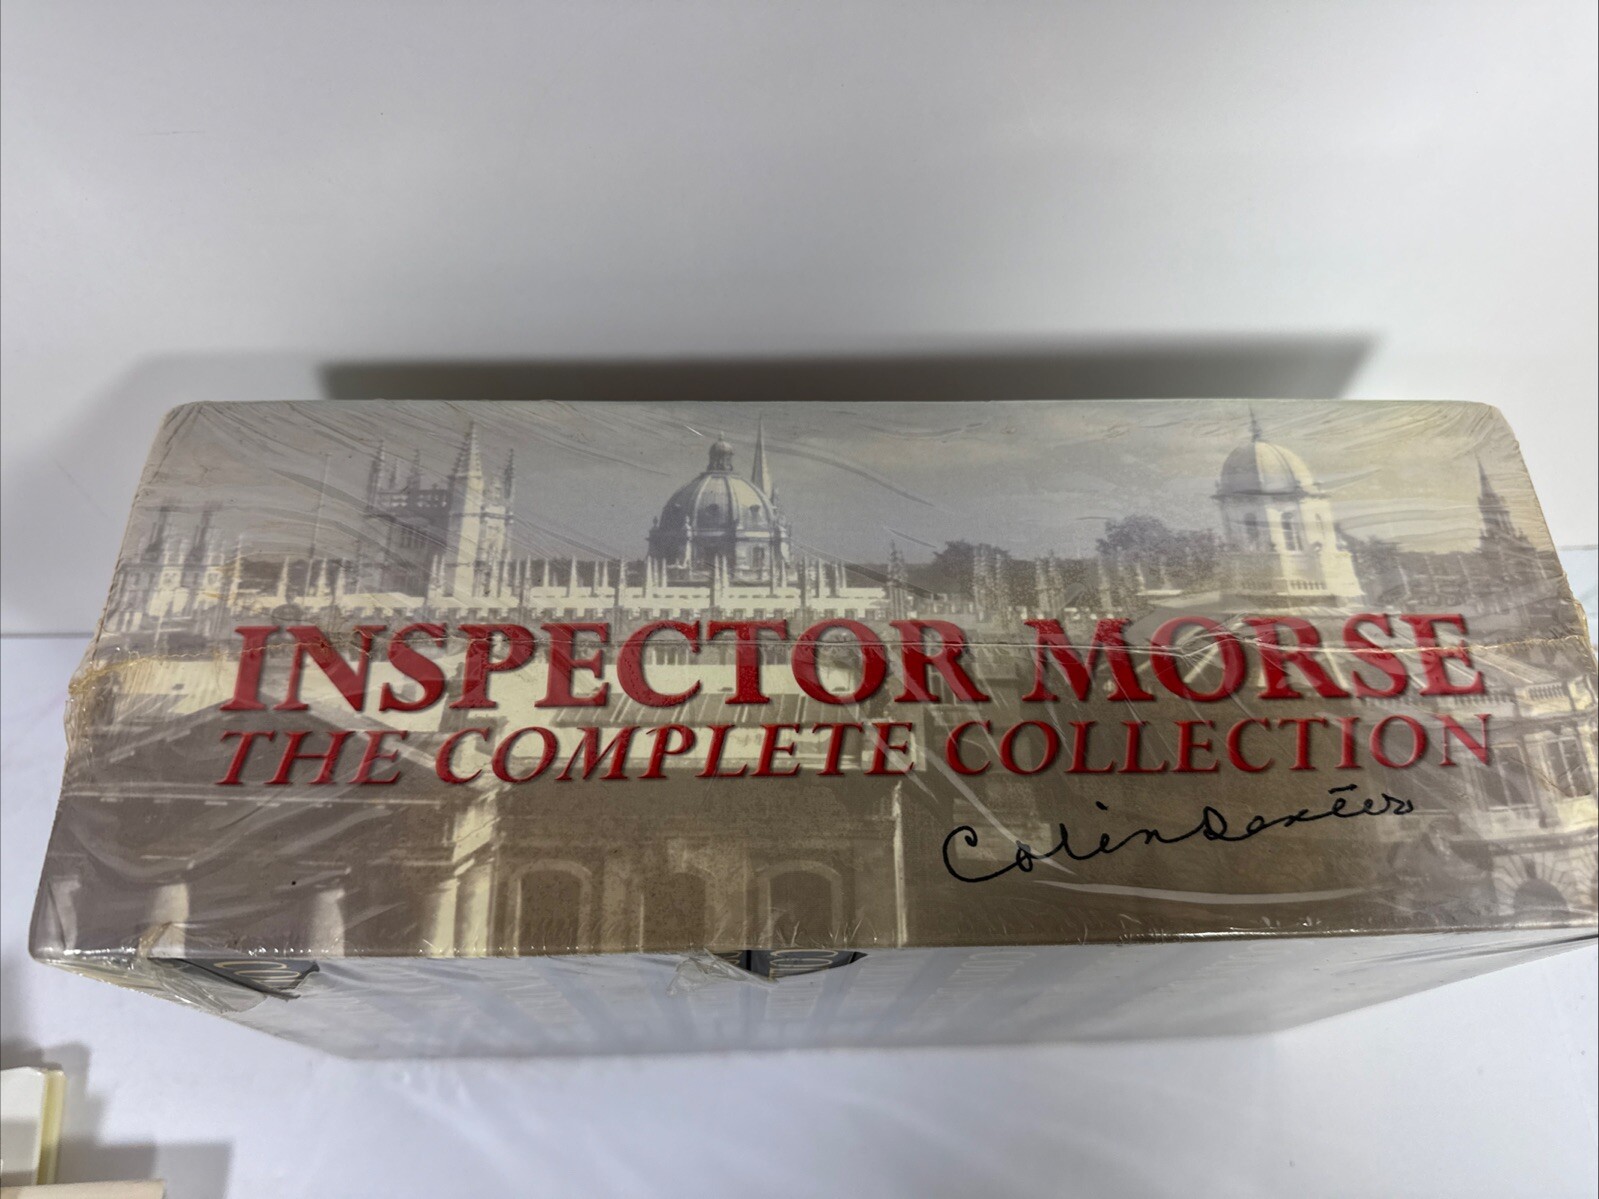 INSPECTOR MORSE
THE COMPLETE COLLECTION
Colin Dexter